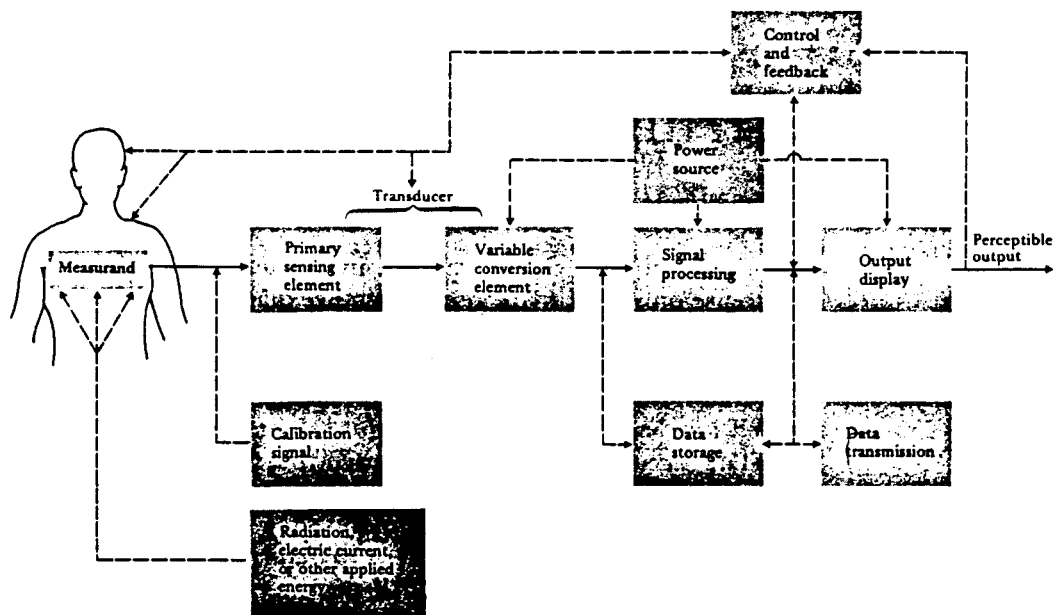 Control
and
feedback
Power
source
Transducer
Measurand
Primary
sensing
element
Variable
conversion
element
Signal
processing
Output
display
Perceptible
output
Calibration
signal
Data
storage
Data
transmission
Radiation,
electric current,
or other applied
energy